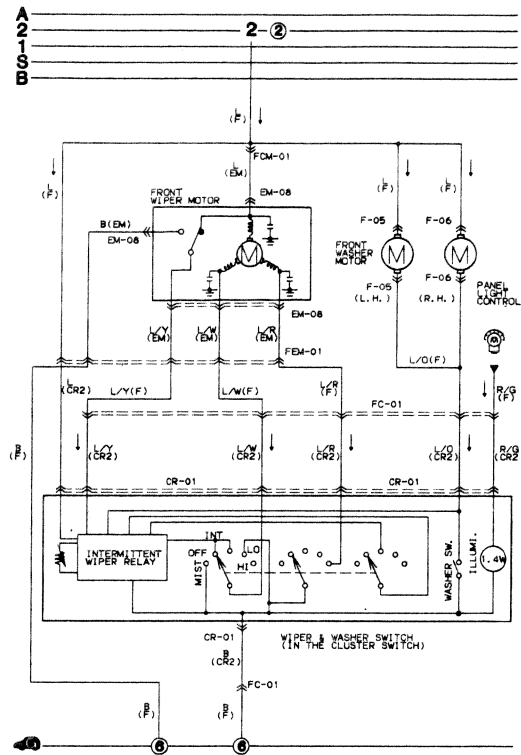 A
2
1
S
B
2-②
L (F)
FCM-01
L (F)
L (EM)
L (F)
L (F)
FRONT WIPER MOTOR
EM-08
B(EM)
EM-08
F-05
F-06
M
M
M
FRONT WASHER MOTOR
F-05 (L.H.)
F-06 (R.H.)
PANEL LIGHT CONTROL
EM-08
L/Y (EM)
L/W (EM)
L/R (EM)
FEM-01
L/O(F)
L (CR2)
L/Y(F)
L/W(F)
L/R (F)
R/G (F)
FC-01
B (F)
L/Y (CR2)
L/W (CR2)
L/R (CR2)
L/O (CR2)
R/G (CR2
CR-01
CR-01
INTERMITTENT WIPER RELAY
INT
OFF
LO
HI
MIST
WASHER SW.
ILLUMI.
1.4W
CR-01
WIPER & WASHER SWITCH
(IN THE CLUSTER SWITCH)
B (CR2)
FC-01
B (F)
B (F)
6
6